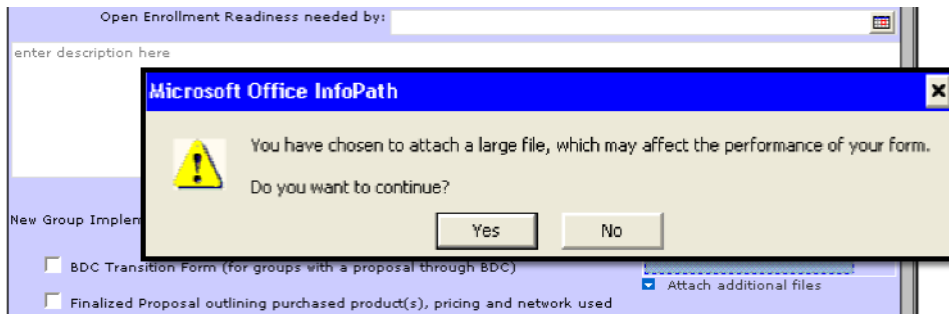 Open Enrollment Readiness needed by:
enter description here
Microsoft Office InfoPath
You have chosen to attach a large file, which may affect the performance of your form.
Do you want to continue?
Yes No
New Group
BDC Transition Form (for groups with a proposal through BDC)
Attach additional files
Finalized Proposal outlining purchased product(s), pricing and network used